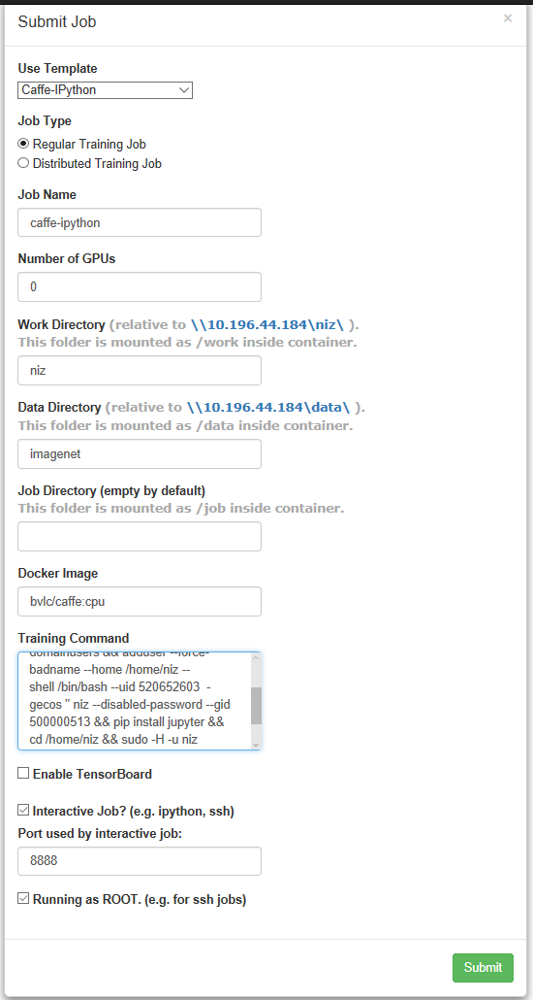 Submit Job
×
Use Template
Caffe-IPython
Job Type
Regular Training Job
Distributed Training Job
Job Name
caffe-ipython
Number of GPUs
0
Work Directory (relative to \\10.196.44.184\niz\ ).
This folder is mounted as /work inside container.
niz
Data Directory (relative to \\10.196.44.184\data\ ).
This folder is mounted as /data inside container.
imagenet
Job Directory (empty by default)
This folder is mounted as /job inside container.
Docker Image
bvlc/caffe:cpu
Training Command
domainusers && adduser --force-
badname --home /home/niz --
shell /bin/bash --uid 520652603 -
gecos '' niz --disabled-password --gid
500000513 && pip install jupyter &&
cd /home/niz && sudo -H -u niz
Enable TensorBoard
Interactive Job? (e.g. ipython, ssh)
Port used by interactive job:
8888
Running as ROOT. (e.g. for ssh jobs)
Submit